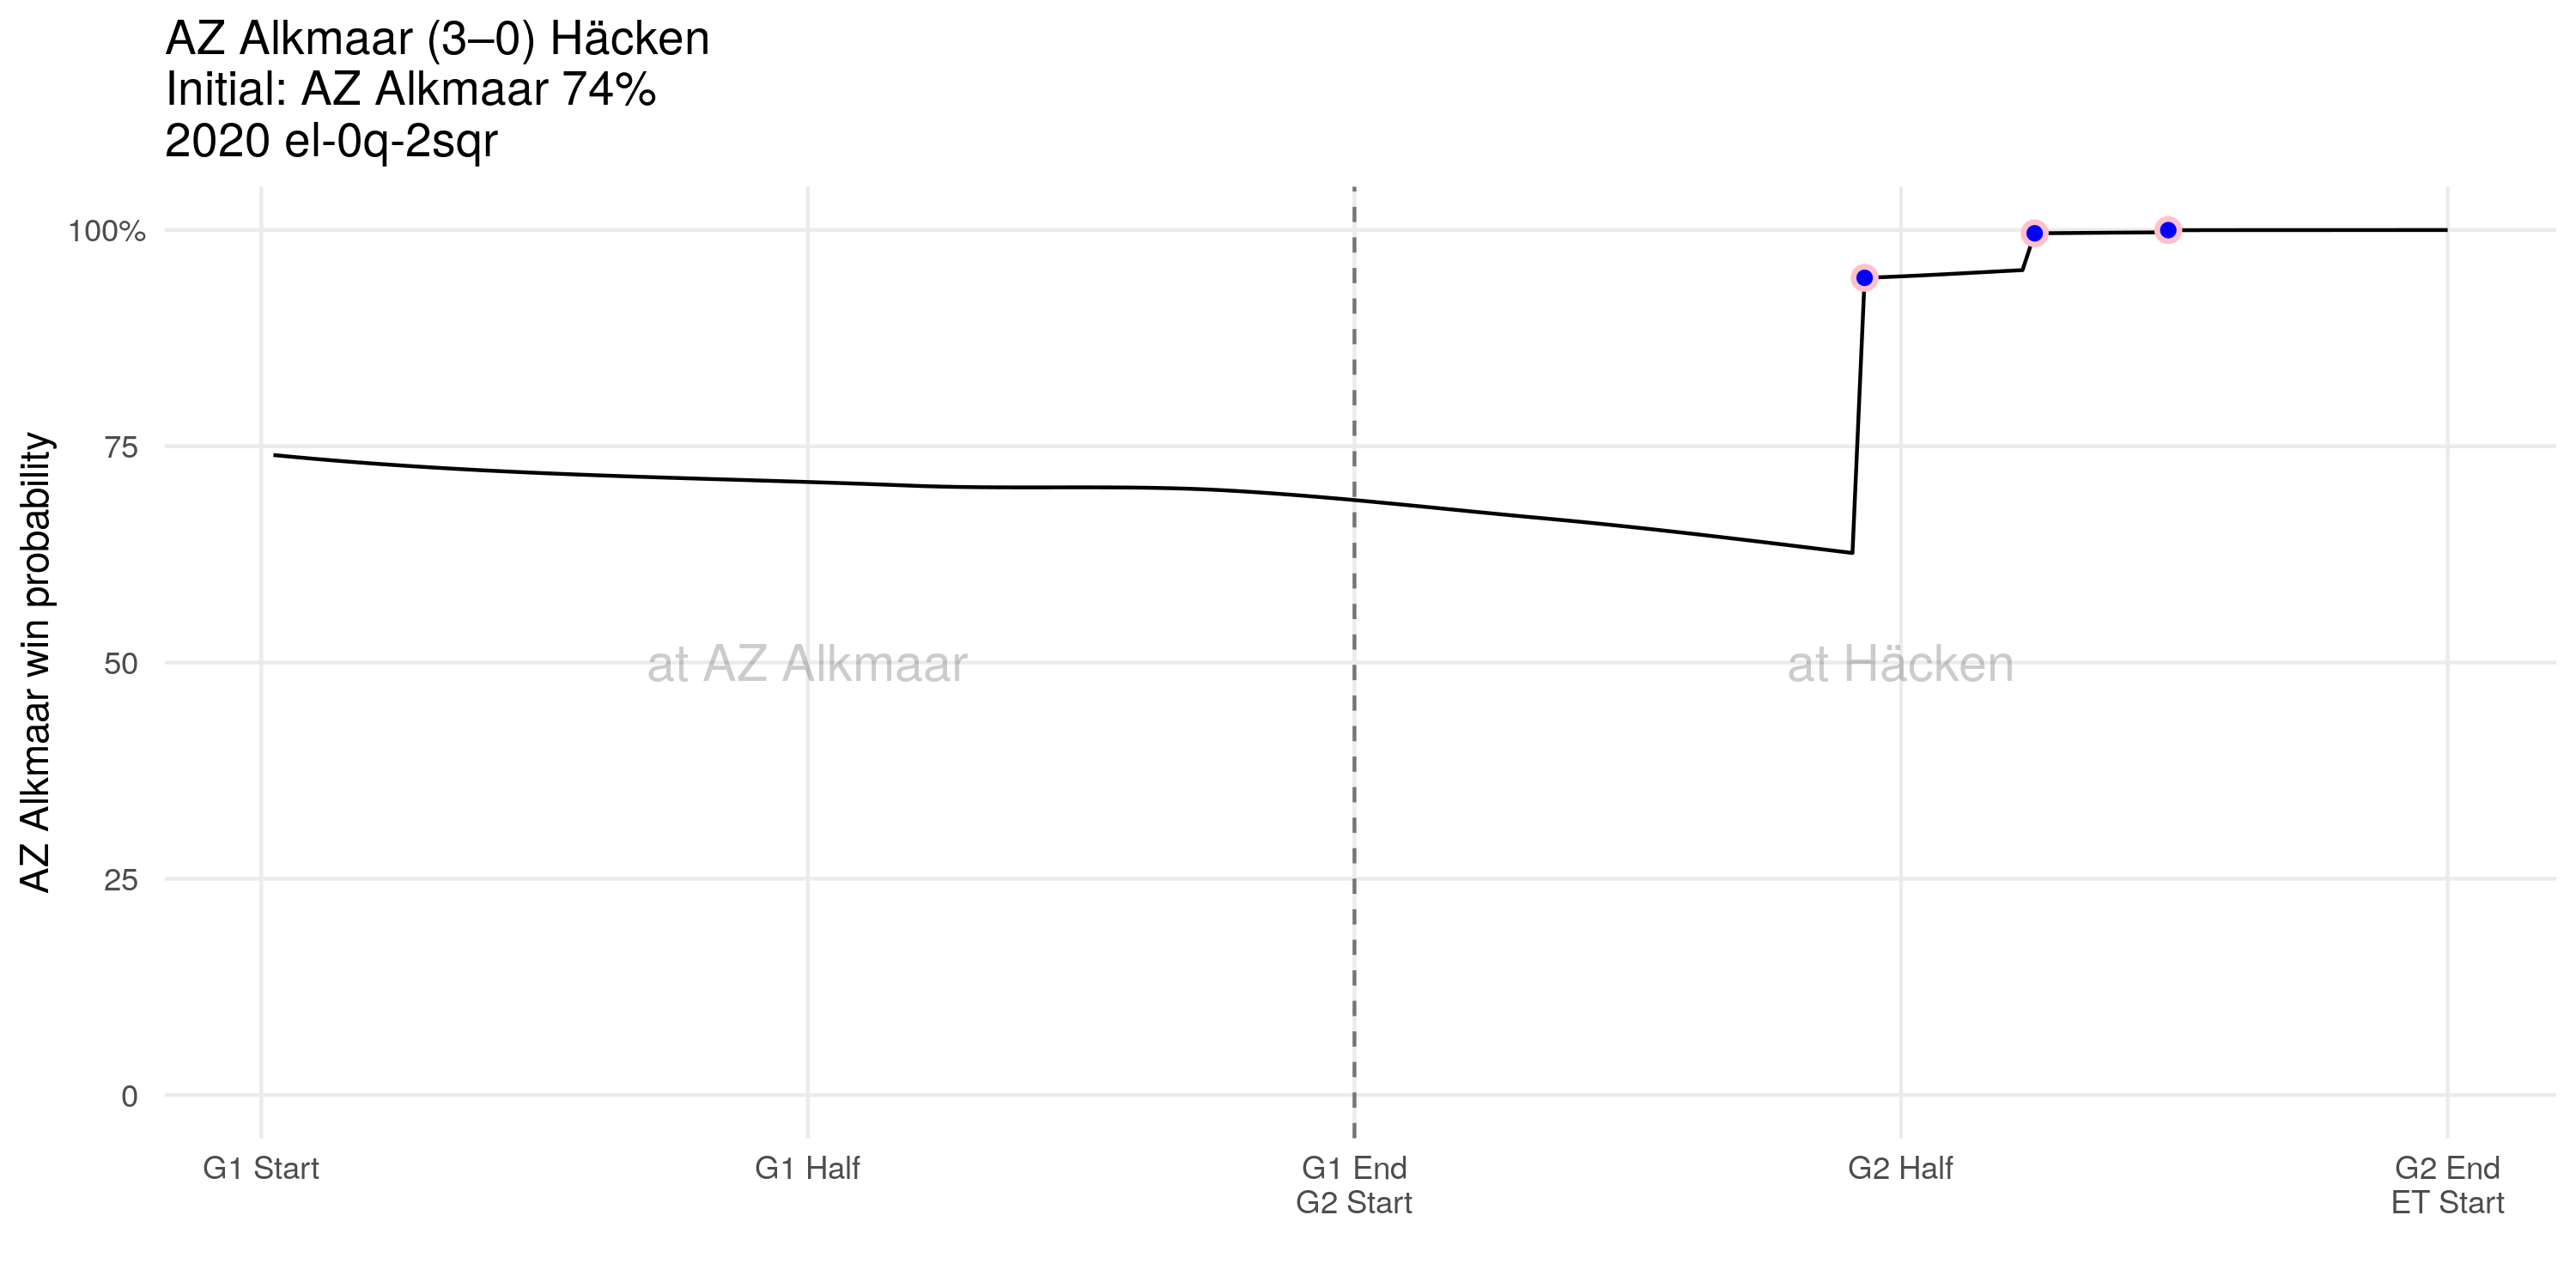 AZ Alkmaar (3–0) Häcken
Initial: AZ Alkmaar 74%
2020 el-0q-2sqr
AZ Alkmaar win probability
100%
75
50
25
0
at AZ Alkmaar
at Häcken
G1 Start
G1 Half
G1 End
G2 Start
G2 Half
G2 End
ET Start